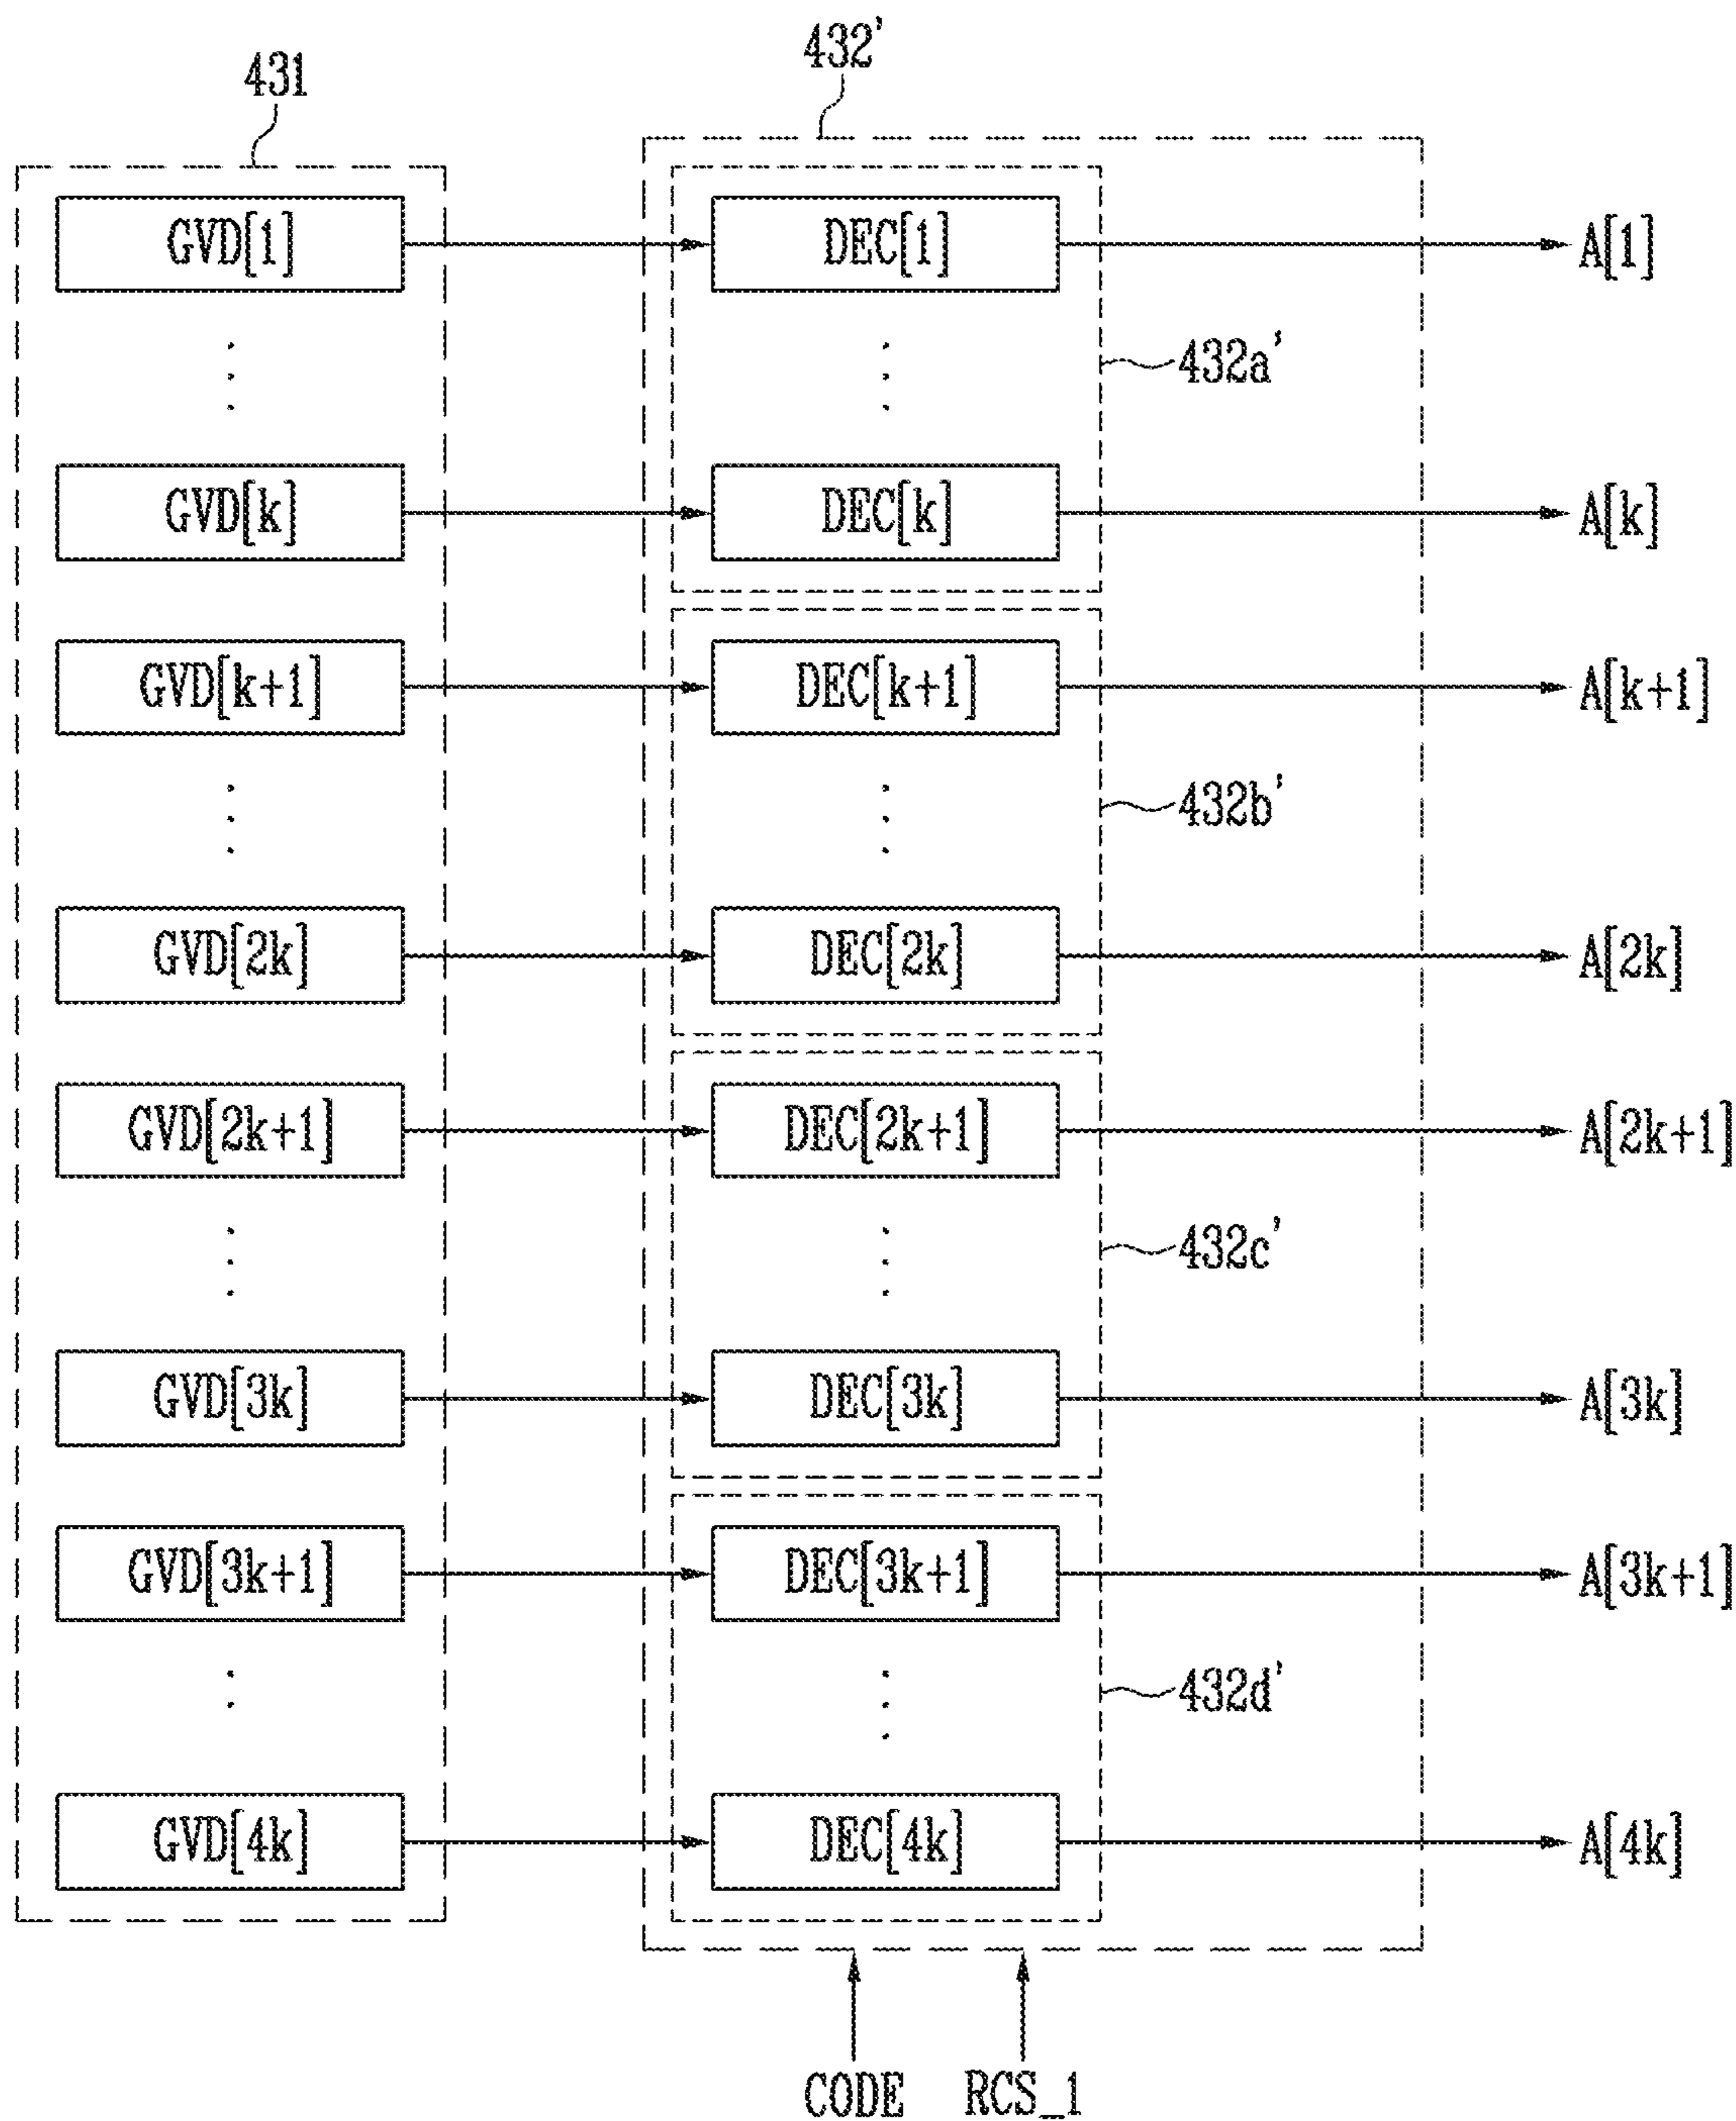 431 432'
GVD[1] DEC[1] A[1]
432a'
GVD[k] DEC[k] A[k]
GVD[k+1] DEC[k+1] A[k+1]
432b'
GVD[2k] DEC[2k] A[2k]
GVD[2k+1] DEC[2k+1] A[2k+1]
432c'
GVD[3k] DEC[3k] A[3k]
GVD[3k+1] DEC[3k+1] A[3k+1]
432d'
GVD[4k] DEC[4k] A[4k]
CODE RCS_1